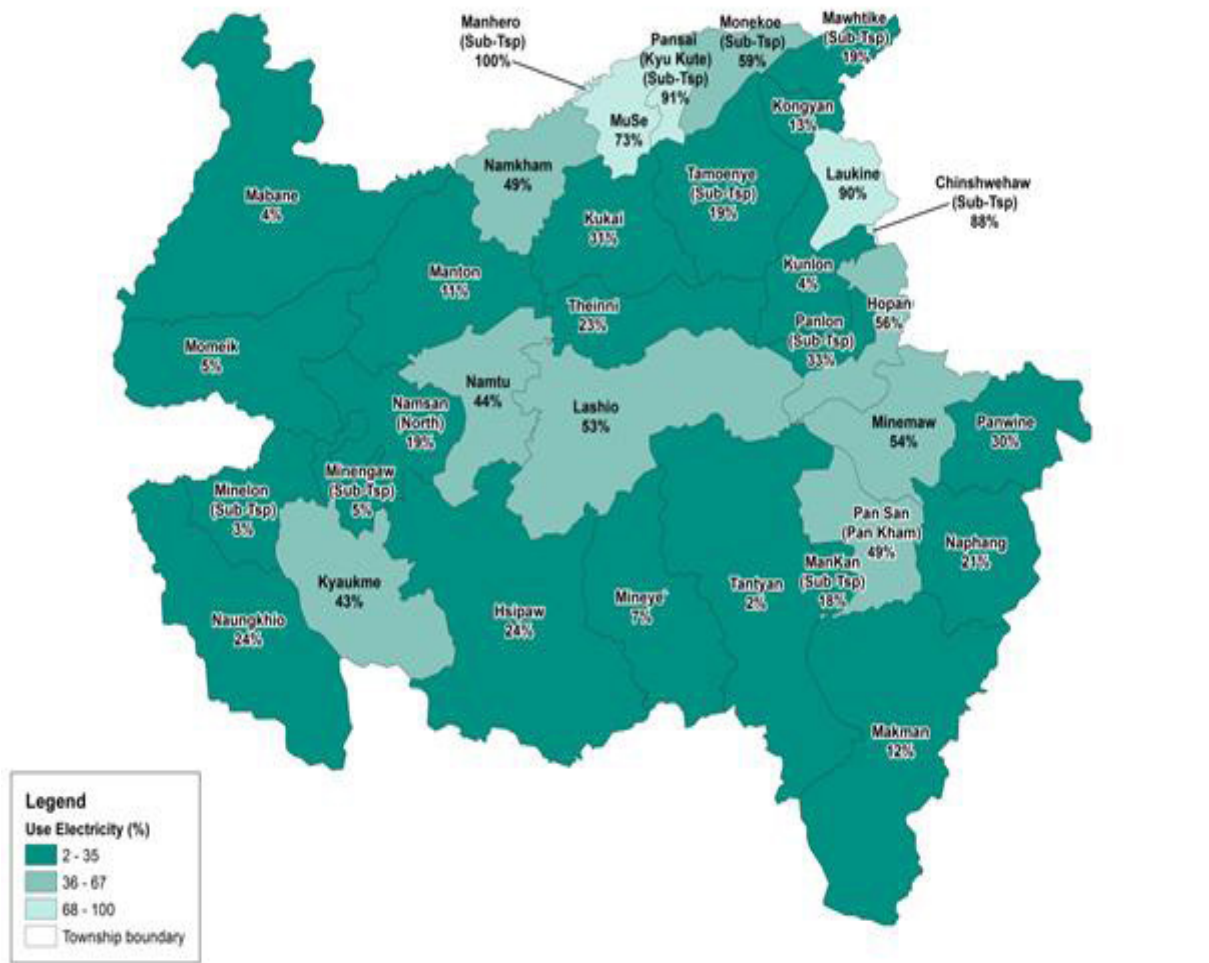 Manhero
(Sub-Tsp)
100%
Pansai
(Kyu Kute)
(Sub-Tsp)
91%
Monekoe
(Sub-Tsp)
59%
Mawhtike
(Sub-Tsp)
19%
Kongyan
13%
MuSe
73%
Namkham
49%
Tamoenye
(Sub-Tsp)
19%
Laukine
90%
Chinshwehaw
(Sub-Tsp)
88%
Mabane
4%
Kukai
31%
Manton
11%
Kunlon
4%
Theinni
23%
Hopan
56%
Panlon
(Sub-Tsp)
33%
Momeik
5%
Namtu
44%
Namsan
(North)
19%
Lashio
53%
Minemaw
54%
Panwine
30%
Minengaw
(Sub-Tsp)
5%
Minelon
(Sub-Tsp)
3%
Pan San
(Pan Kham)
49%
Naphang
21%
ManKan
(Sub Tsp)
18%
Kyaukme
43%
Tantyan
2%
Mineye
7%
Hsipaw
24%
Naungkhio
24%
Makman
12%
Legend
Use Electricity (%)
2 - 35
36 - 67
68 - 100
Township boundary